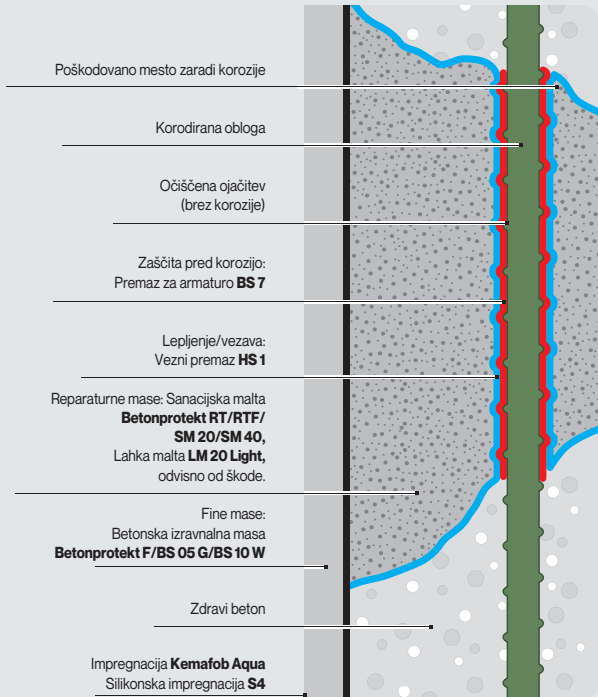 Poškodovano mesto zaradi korozije
Korodirana obloga
Očiščena ojačitev
(brez korozije)
Zaščita pred korozijo:
Premaz za armaturo BS 7
Lepljenje/vezava:
Vezni premaz HS 1
Reparaturne mase: Sanacijska malta
Betonprotekt RT/RTF/
SM 20/SM 40,
Lahka malta LM 20 Light,
odvisno od škode.
Fine mase:
Betonska izravnalna masa
Betonprotekt F/BS 05 G/BS 10 W
Zdravi beton
Impregnacija Kemafob Aqua
Silikonska impregnacija S4